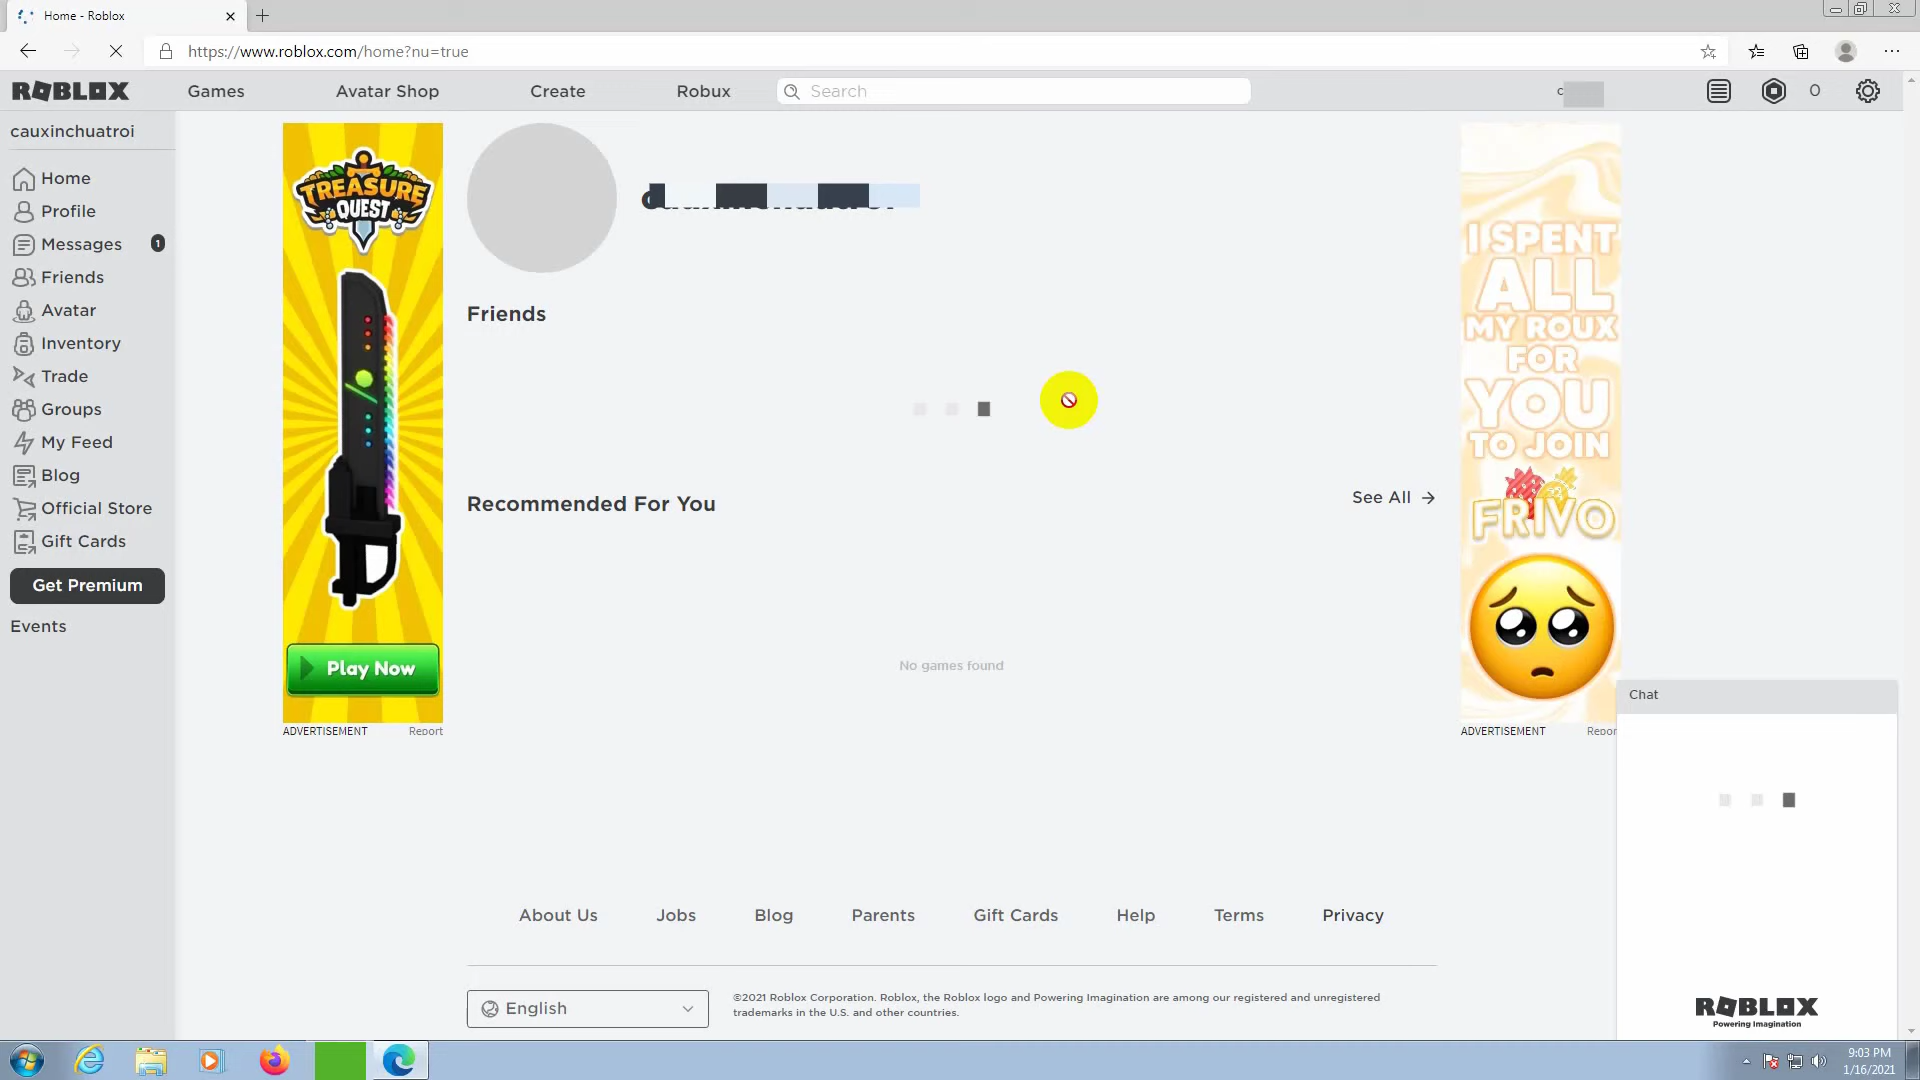 Home - Roblox
https://www.roblox.com/home?nu=true
ROBLOX
Games
Avatar Shop
Create
Robux
Search
0
cauxinchuatroi
Home
Profile
Messages
1
Friends
Avatar
Inventory
Trade
Groups
My Feed
Blog
Official Store
Gift Cards
Get Premium
Events
TREASURE
QUEST
Play Now
ADVERTISEMENT
Report
Friends
Recommended For You
See All
No games found
I SPENT
ALL
MY ROUX
FOR
YOU
TO JOIN
FRIVO
ADVERTISEMENT
Repor
Chat
ROBLOX
Powering Imagination
About Us
Jobs
Blog
Parents
Gift Cards
Help
Terms
Privacy
English
©2021 Roblox Corporation. Roblox, the Roblox logo and Powering Imagination are among our registered and unregistered
trademarks in the U.S. and other countries.
9:03 PM
1/16/2021